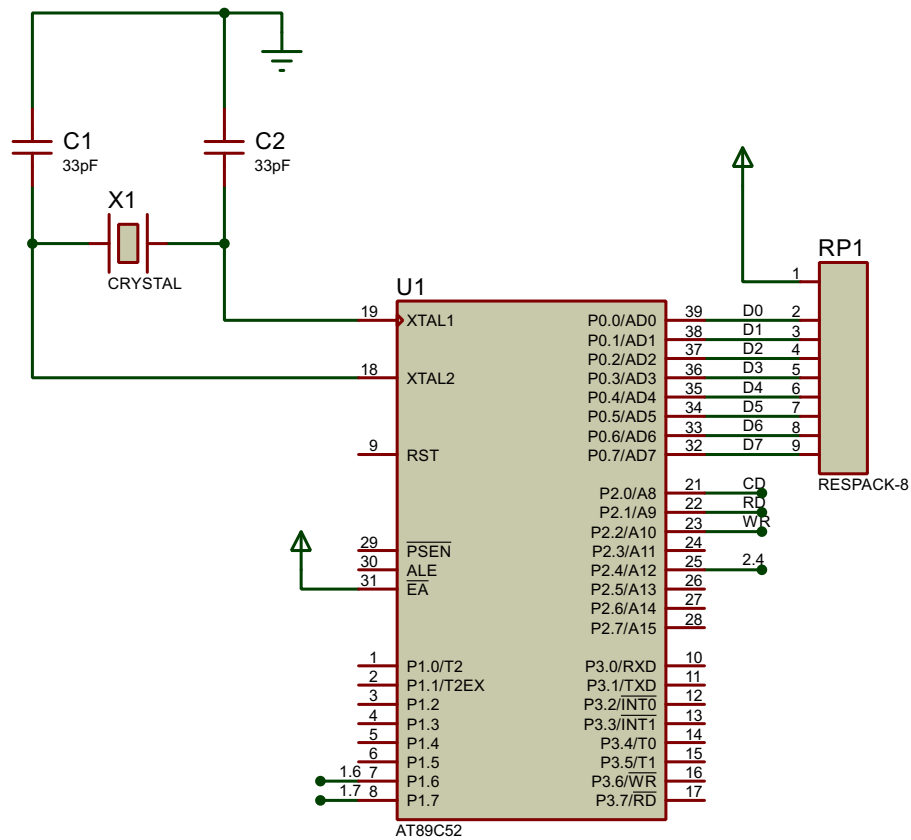 C1
33pF
C2
33pF
X1
CRYSTAL
U1
19 XTAL1
18 XTAL2
9 RST
29 PSEN
30 ALE
31 EA
1 P1.0/T2
2 P1.1/T2EX
3 P1.2
4 P1.3
5 P1.4
6 P1.5
1.6 7 P1.6
1.7 8 P1.7
P0.0/AD0 39 D0 2
P0.1/AD1 38 D1 3
P0.2/AD2 37 D2 4
P0.3/AD3 36 D3 5
P0.4/AD4 35 D4 6
P0.5/AD5 34 D5 7
P0.6/AD6 33 D6 8
P0.7/AD7 32 D7 9
P2.0/A8 21 CD
P2.1/A9 22 RD
P2.2/A10 23 WR
P2.3/A11 24
P2.4/A12 25 2.4
P2.5/A13 26
P2.6/A14 27
P2.7/A15 28
P3.0/RXD 10
P3.1/TXD 11
P3.2/INT0 12
P3.3/INT1 13
P3.4/T0 14
P3.5/T1 15
P3.6/WR 16
P3.7/RD 17
AT89C52
RP1
1
RESPACK-8